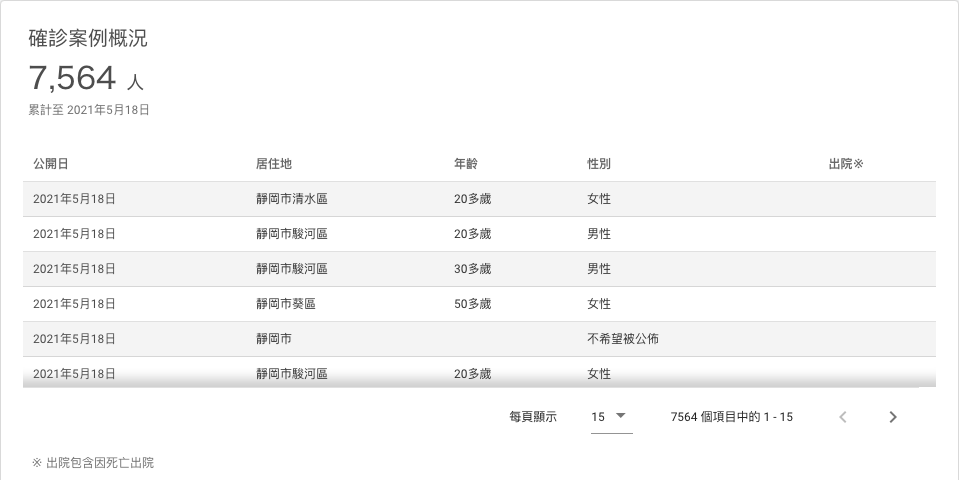 確診案例概況
7,564 人
累計至 2021年5月18日
公開日 居住地 年齡 性別 出院※
2021年5月18日 靜岡市清水區 20多歲 女性
2021年5月18日 靜岡市駿河區 20多歲 男性
2021年5月18日 靜岡市駿河區 30多歲 男性
2021年5月18日 靜岡市葵區 50多歲 女性
2021年5月18日 靜岡市 不希望被公佈
2021年5月18日 靜岡市駿河區 20多歲 女性
每頁顯示 15 7564 個項目中的 1 - 15
※ 出院包含因死亡出院